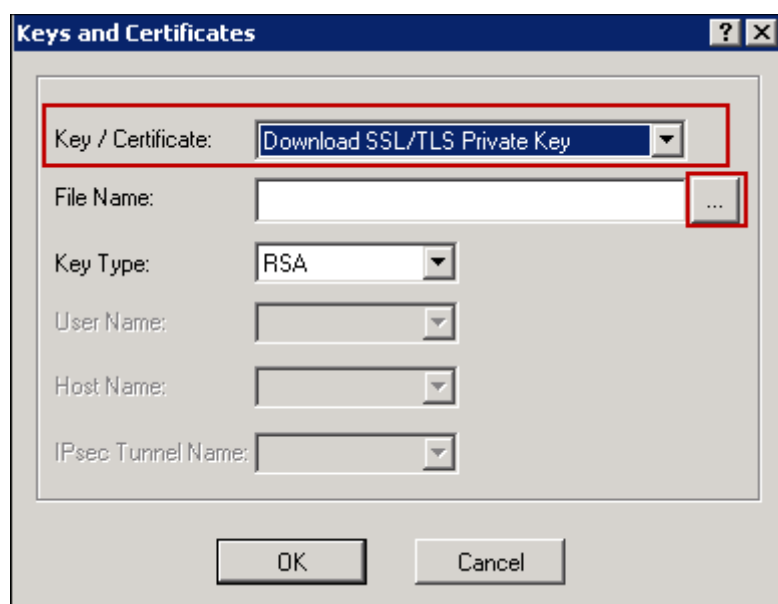 Keys and Certificates
Key / Certificate: Download SSL/TLS Private Key
File Name: ...
Key Type: RSA
User Name:
Host Name:
IPsec Tunnel Name:
OK Cancel